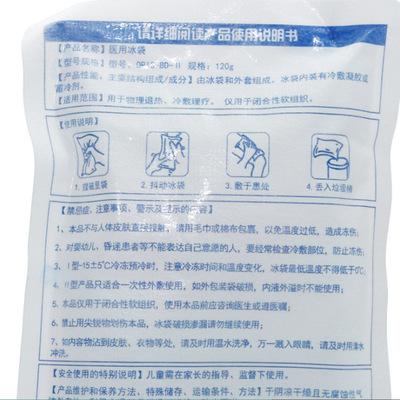 请详细阅读产品使用说明书
【产品名称】医用冰袋
【型号规格】型号：BD-II 规格：120g
【产品性能、主要结构组成/成分】由冰袋和外套组成、冰袋内装有冷敷凝胶或
蓄冷剂。
【适用范围】用于物理退热、冷敷理疗。仅用于闭合性软组织。
【使用说明】
1. 捏破里袋
2. 抖动冰袋
3. 敷于患处
4. 丢入垃圾桶
【禁忌症、注意事项、警示及提示的内容】
1、本品不与人体皮肤直接接触，请用毛巾或棉布包裹，以免温度过低，造成冻伤；
2、对婴幼儿、昏迷患者等不能表达自己意愿的人，要经常检查冷敷部位，防止冻伤；
3、I型-15±5℃冷冻预冷时，注意冷冻时间和温度变化，冰袋最低温度不得低于0℃；
4、II型产品只适合一次性外敷使用，如外包装袋破损，内液外溢时不能使用；
5、本品仅用于闭合性软组织，使用本品前应咨询医生或遵医嘱；
6、禁止用尖锐物划伤本品，冰袋破损渗漏请勿继续使用；
7、如内容物沾到皮肤、衣物等处，请及时用温水洗净，万一溅入眼睛，请及时用清水
冲洗。
【安全使用的特别说明】儿童需在家长的指导、监督下使用。
【产品维护和保养方法、特殊储存、运输条件、方法】于阴凉干燥且无腐蚀性气